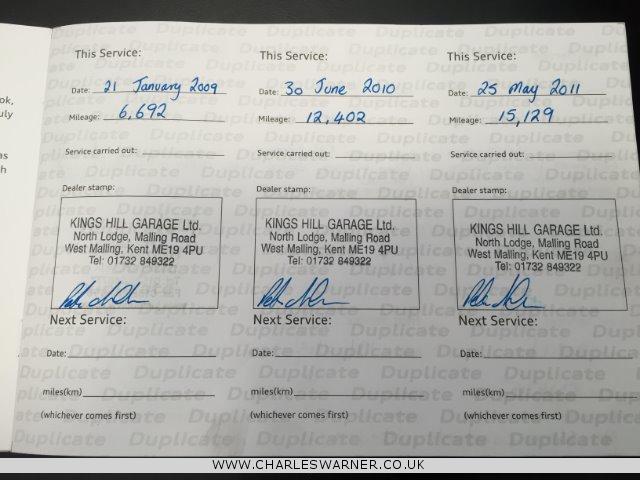 This Service:
Date: 21 January 2009
Mileage: 6,692
Service carried out:
Dealer stamp:
KINGS HILL GARAGE Ltd.
North Lodge, Malling Road
West Malling, Kent ME19 4PU
Tel: 01732 849322
Next Service:
Date:
miles(km)
(whichever comes first)
This Service:
Date: 30 June 2010
Mileage: 12,402
Service carried out:
Dealer stamp:
KINGS HILL GARAGE Ltd.
North Lodge, Malling Road
West Malling, Kent ME19 4PU
Tel: 01732 849322
Next Service:
Date:
miles(km)
(whichever comes first)
This Service:
Date: 25 May 2011
Mileage: 15,129
Service carried out:
Dealer stamp:
KINGS HILL GARAGE Ltd.
North Lodge, Malling Road
West Malling, Kent ME19 4PU
Tel: 01732 849322
Next Service:
Date:
miles(km)
(whichever comes first)
Duplicate
WWW.CHARLESWARNER.CO.UK